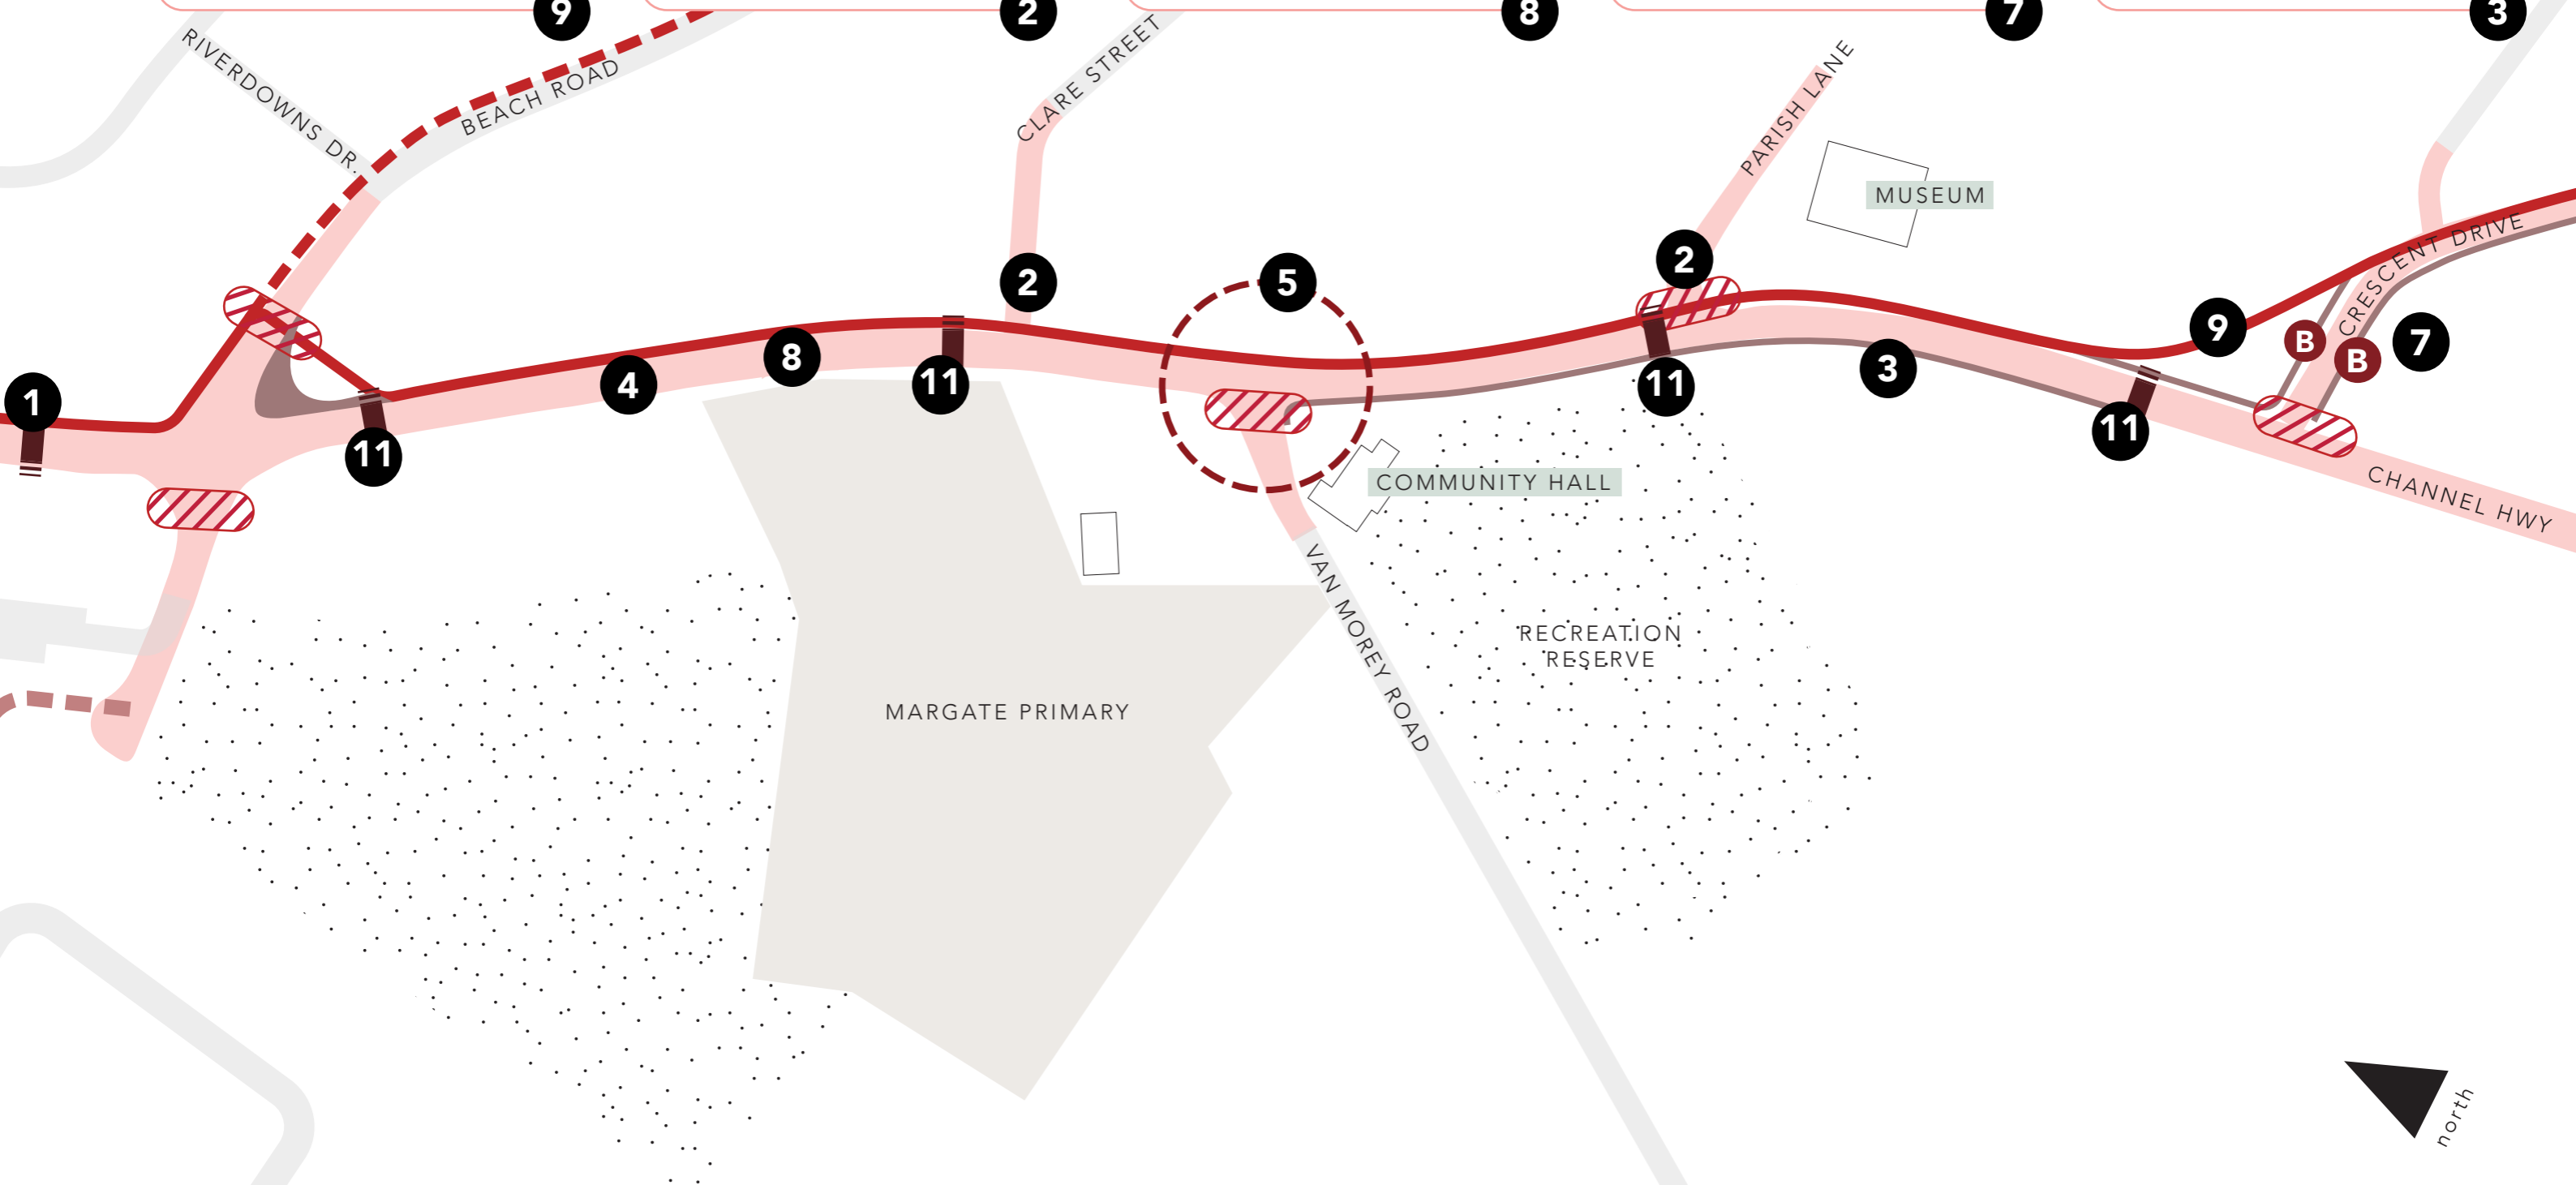 9
2
8
7
3
RIVERDOWNS DR.
BEACH ROAD
CLARE STREET
PARISH LANE
MUSEUM
CRESCENT DRIVE
2
2
5
9
B
B
7
1
4
8
11
11
11
3
11
11
COMMUNITY HALL
CHANNEL HWY
VAN MOREY ROAD
RECREATION
RESERVE
MARGATE PRIMARY
north